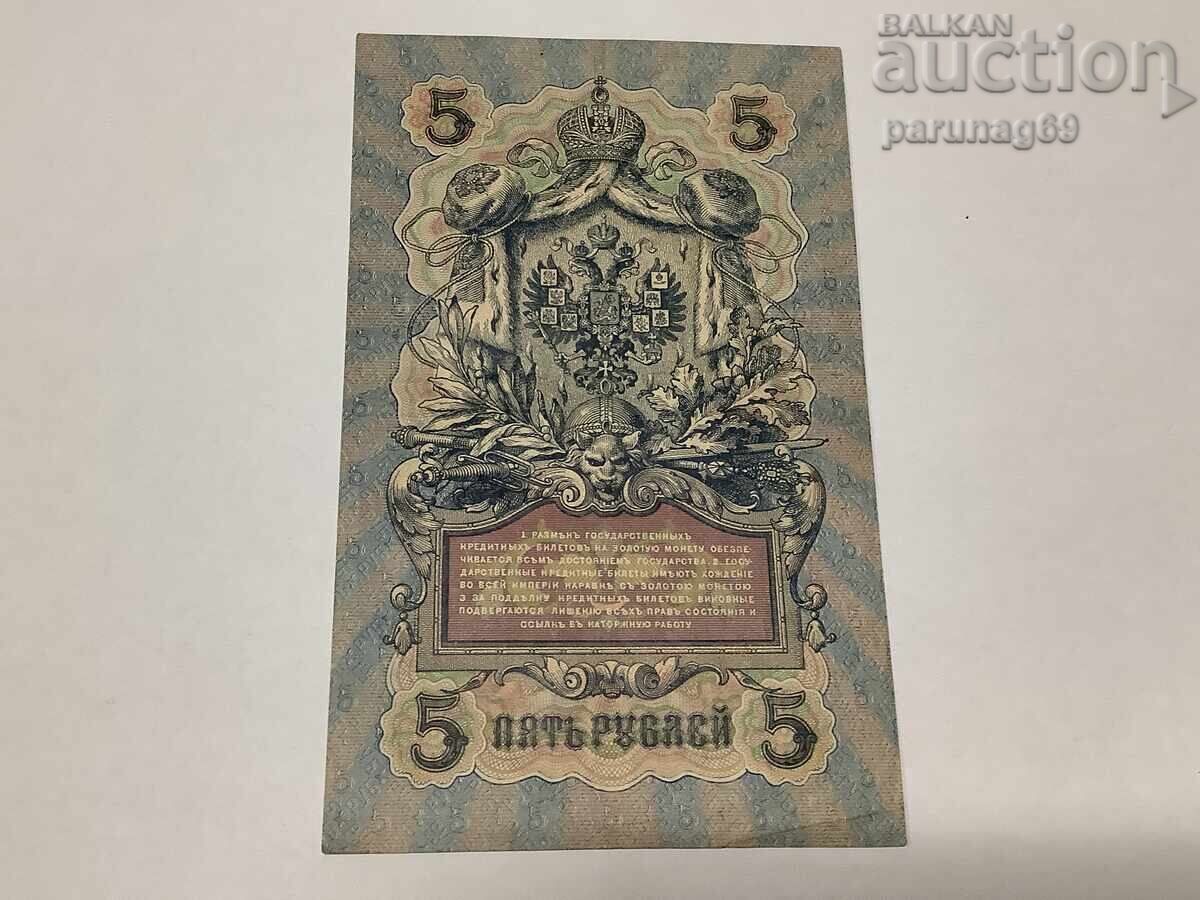 BALKAN
auction
parunag69
5 5
1. РАЗМѢНЪ ГОСУДАРСТВЕННЫХЪ
КРЕДИТНЫХЪ БИЛЕТОВЪ НА ЗОЛОТУЮ МОНЕТУ ОБЕЗПЕ-
ЧИВАЕТСЯ ВСѢМЪ ДОСТОЯНІЕМЪ ГОСУДАРСТВА. 2. ГОСУ-
ДАРСТВЕННЫЕ КРЕДИТНЫЕ БИЛЕТЫ ИМѢЮТЪ ХОЖДЕНІЕ
ВО ВСЕЙ ИМПЕРІИ НАРАВНѢ СЪ ЗОЛОТОЮ МОНЕТОЮ.
3. ЗА ПОДДѢЛКУ КРЕДИТНЫХЪ БИЛЕТОВЪ ВИНОВНЫЕ
ПОДВЕРГАЮТСЯ ЛИШЕНІЮ ВСѢХЪ ПРАВЪ СОСТОЯНІЯ И
ССЫЛКѢ ВЪ КАТОРЖНУЮ РАБОТУ
5 ПЯТЬ РУБЛЕЙ 5